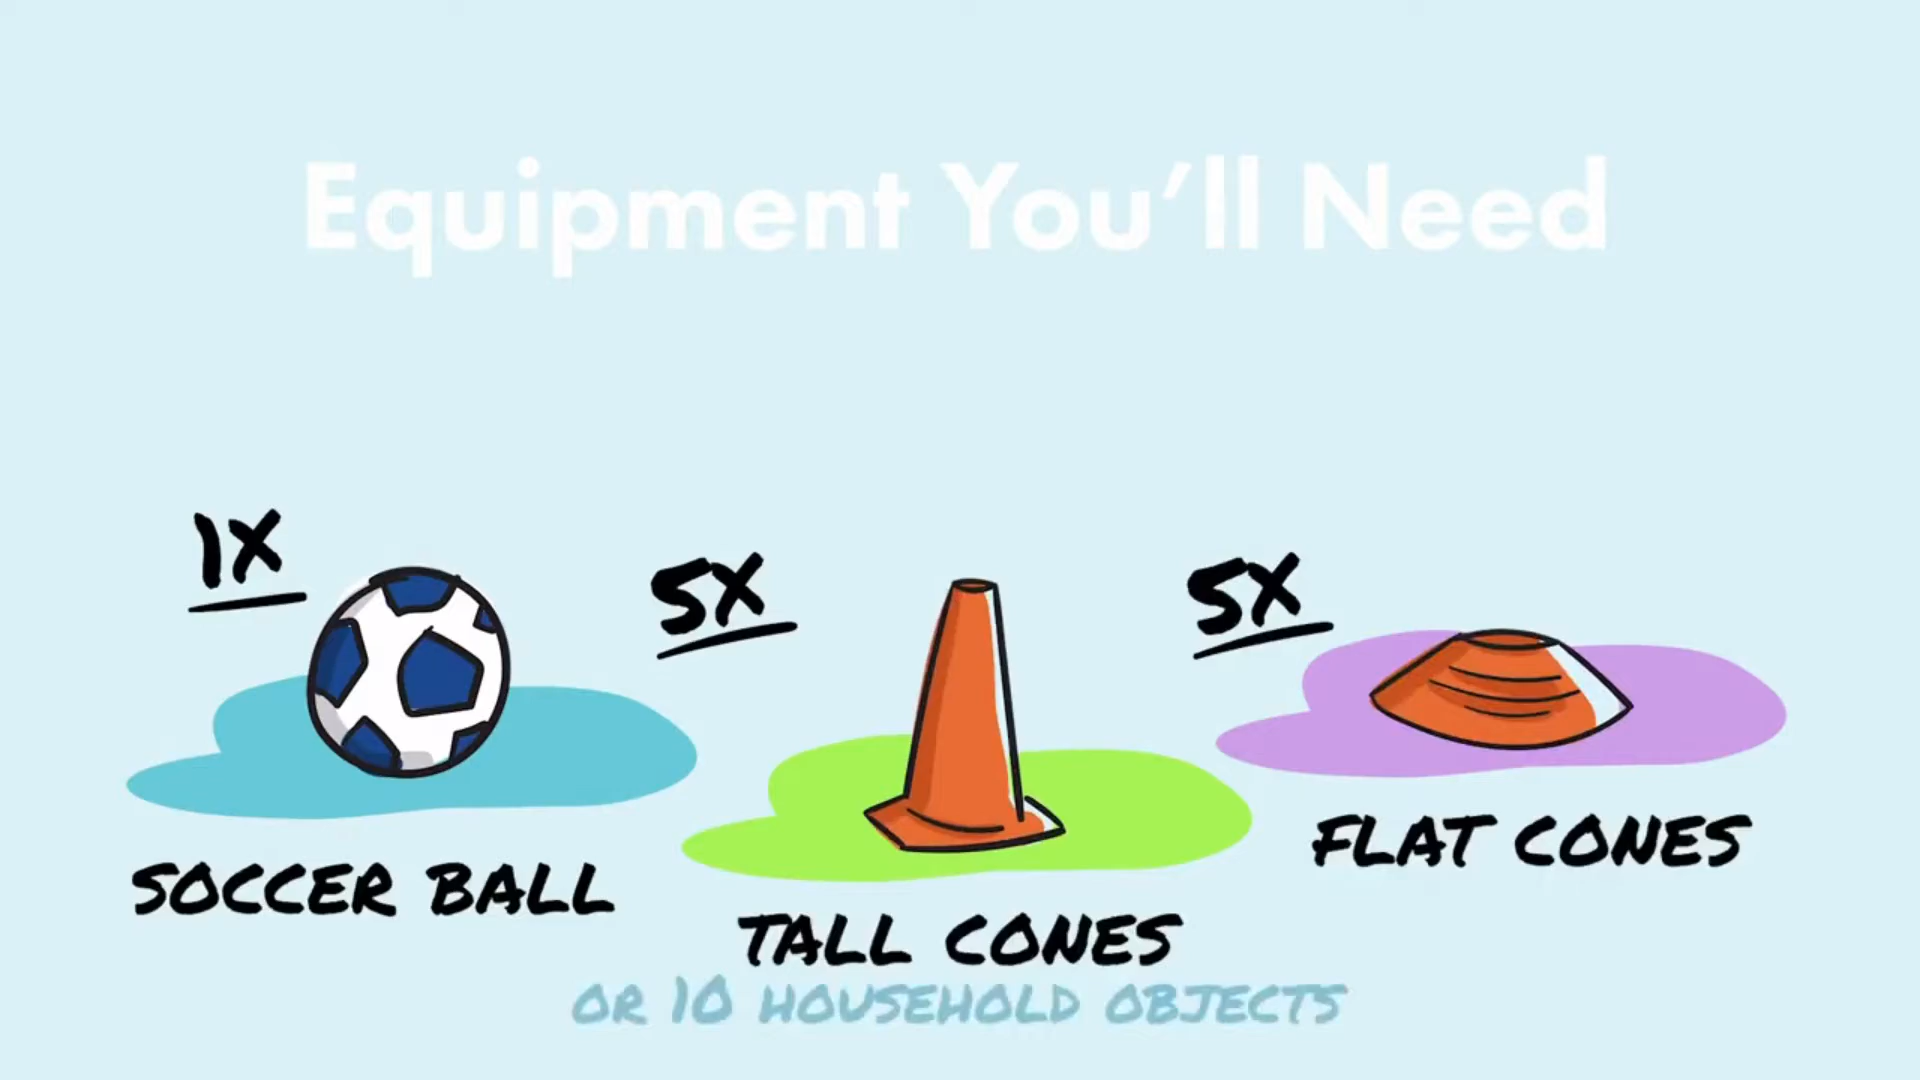 Equipment You'll Need
1X
SOCCER BALL
5X
TALL CONES
5X
FLAT CONES
OR 10 HOUSEHOLD OBJECTS